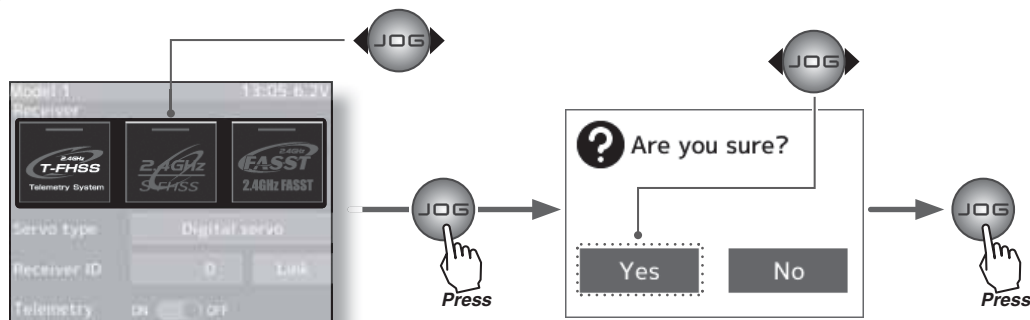 JOG
Model 1 13:05 6.2V
Receiver
2.4GHz
T-FHSS
Telemetry System
2.4GHz
S-FHSS
FASST
2.4GHz FASST
Servo type Digital servo
Receiver ID 0 Link
Telemetry ON OFF
JOG
Press
JOG
Are you sure?
Yes No
JOG
Press